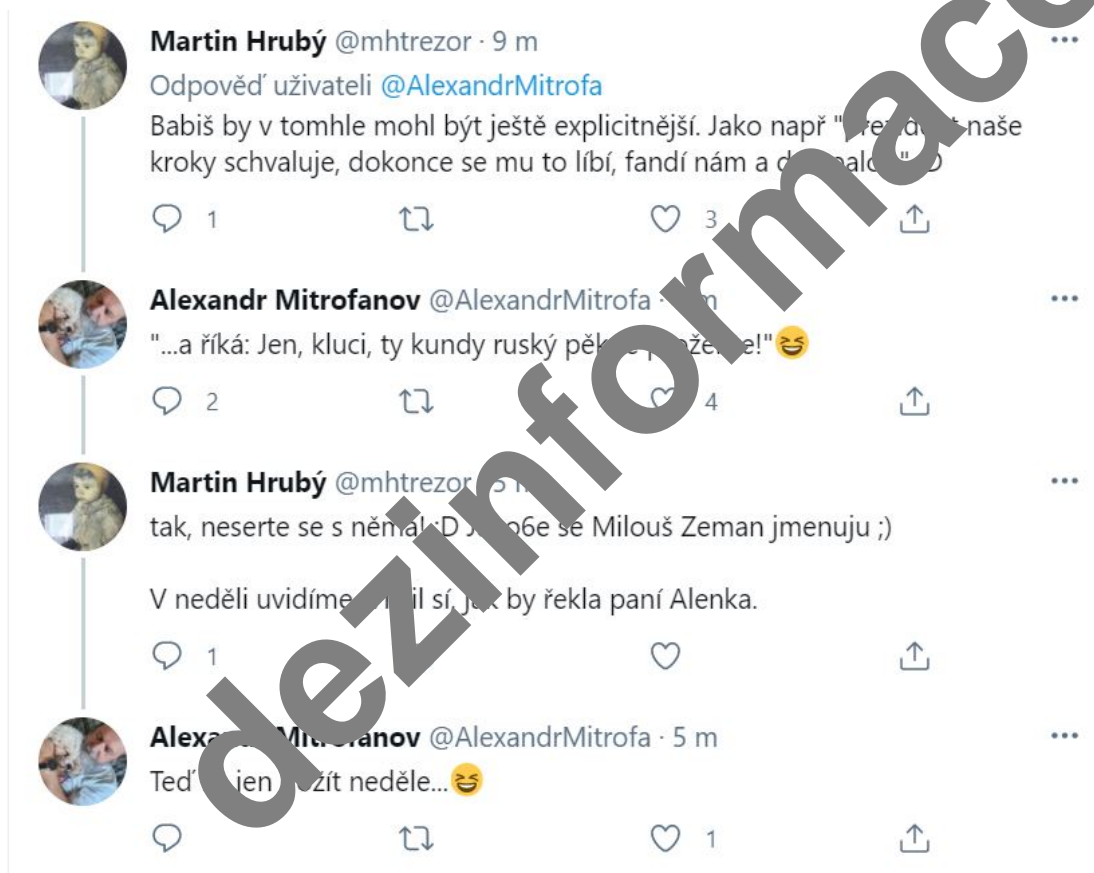 Martin Hrubý @mhtrezor · 9 m
Odpověď uživateli @AlexandrMitrofa
Babiš by v tomhle mohl být ještě explicitnější. Jako např naše
kroky schvaluje, dokonce se mu to líbí, fandí nám a
1 3
Alexandr Mitrofanov @AlexandrMitrofa ·
"...a říká: Jen, kluci, ty kundy ruský 😆
2 4
Martin Hrubý @mhtrezor
tak, neserte se s něma! :D se Milouš Zeman jmenuju ;)
V neděli uvidíme sí, jak by řekla paní Alenka.
1
Alexandr Mitrofanov @AlexandrMitrofa · 5 m
Teď jen neděle...😆
1
dezinformace